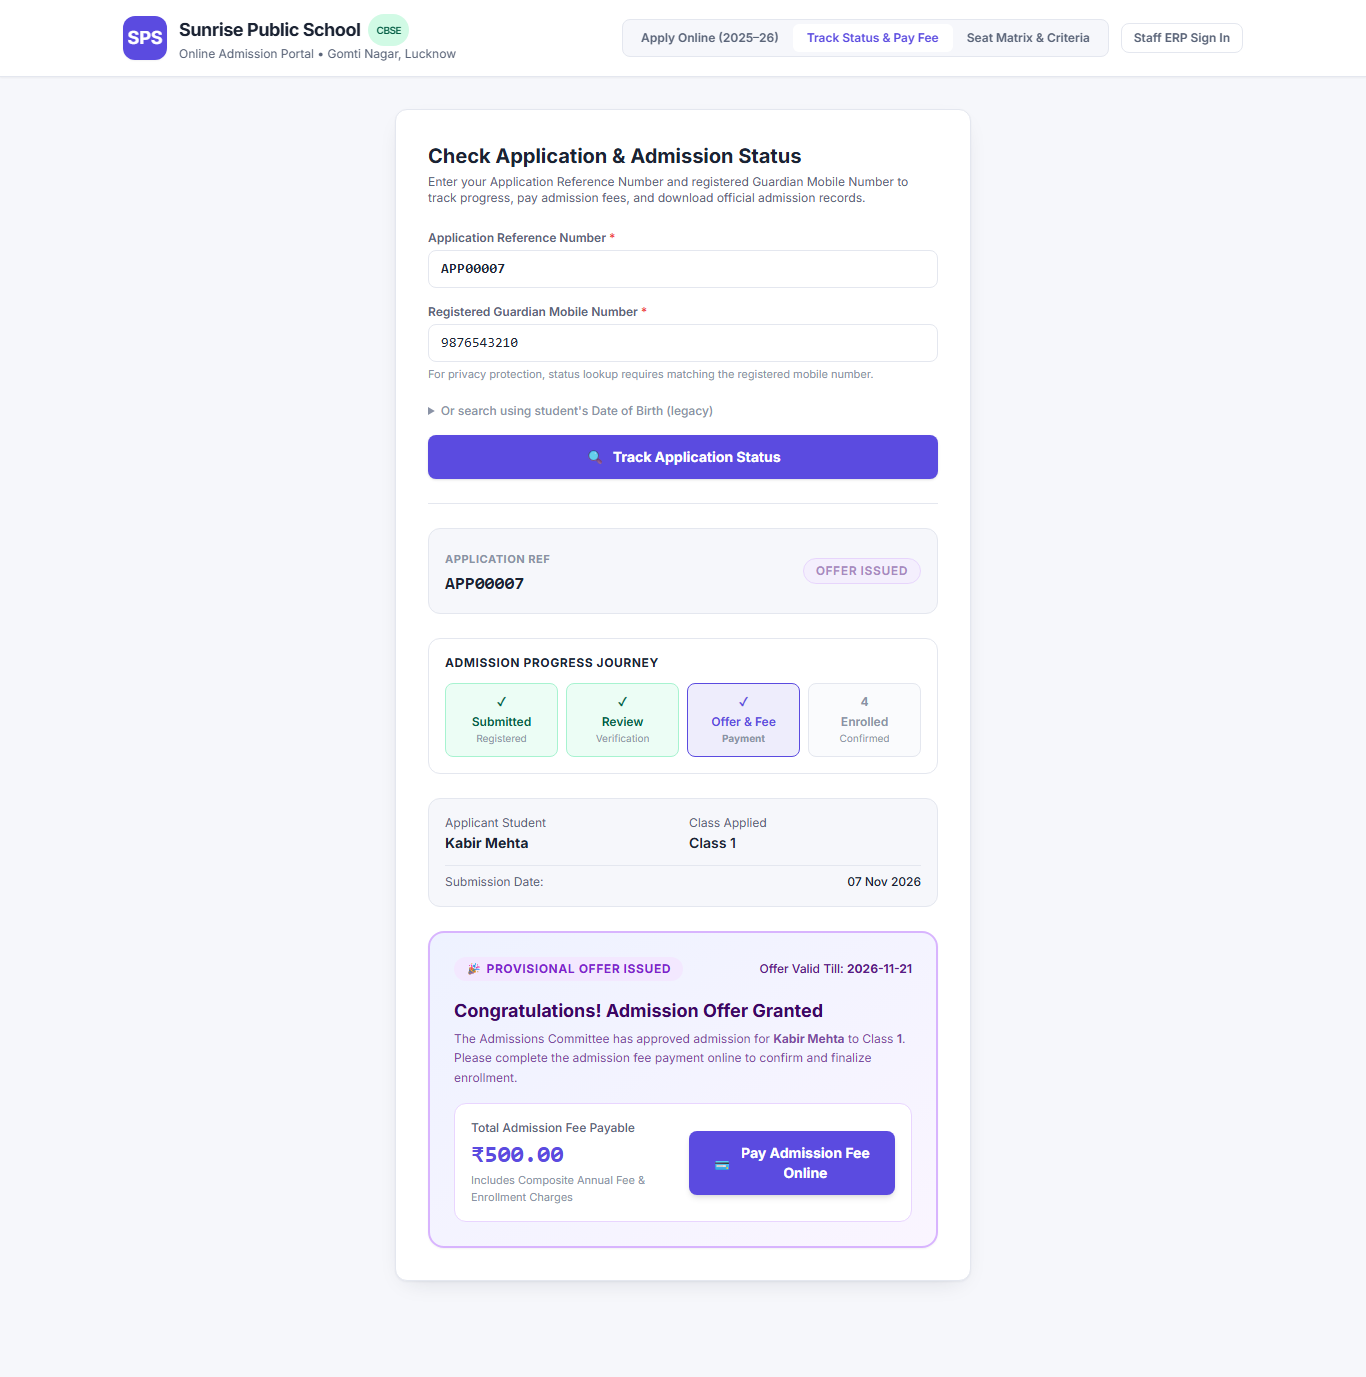 SPS
Sunrise Public School CBSE
Online Admission Portal • Gomti Nagar, Lucknow
Apply Online (2025–26)
Track Status & Pay Fee
Seat Matrix & Criteria
Staff ERP Sign In
Check Application & Admission Status
Enter your Application Reference Number and registered Guardian Mobile Number to
track progress, pay admission fees, and download official admission records.
Application Reference Number *
APP00007
Registered Guardian Mobile Number *
9876543210
For privacy protection, status lookup requires matching the registered mobile number.
Or search using student's Date of Birth (legacy)
Track Application Status
APPLICATION REF
APP00007
OFFER ISSUED
ADMISSION PROGRESS JOURNEY
✓
Submitted
Registered
✓
Review
Verification
✓
Offer & Fee
Payment
4
Enrolled
Confirmed
Applicant Student
Kabir Mehta
Class Applied
Class 1
Submission Date: 07 Nov 2026
PROVISIONAL OFFER ISSUED
Offer Valid Till: 2026-11-21
Congratulations! Admission Offer Granted
The Admissions Committee has approved admission for Kabir Mehta to Class 1.
Please complete the admission fee payment online to confirm and finalize
enrollment.
Total Admission Fee Payable
₹500.00
Includes Composite Annual Fee &
Enrollment Charges
Pay Admission Fee
Online